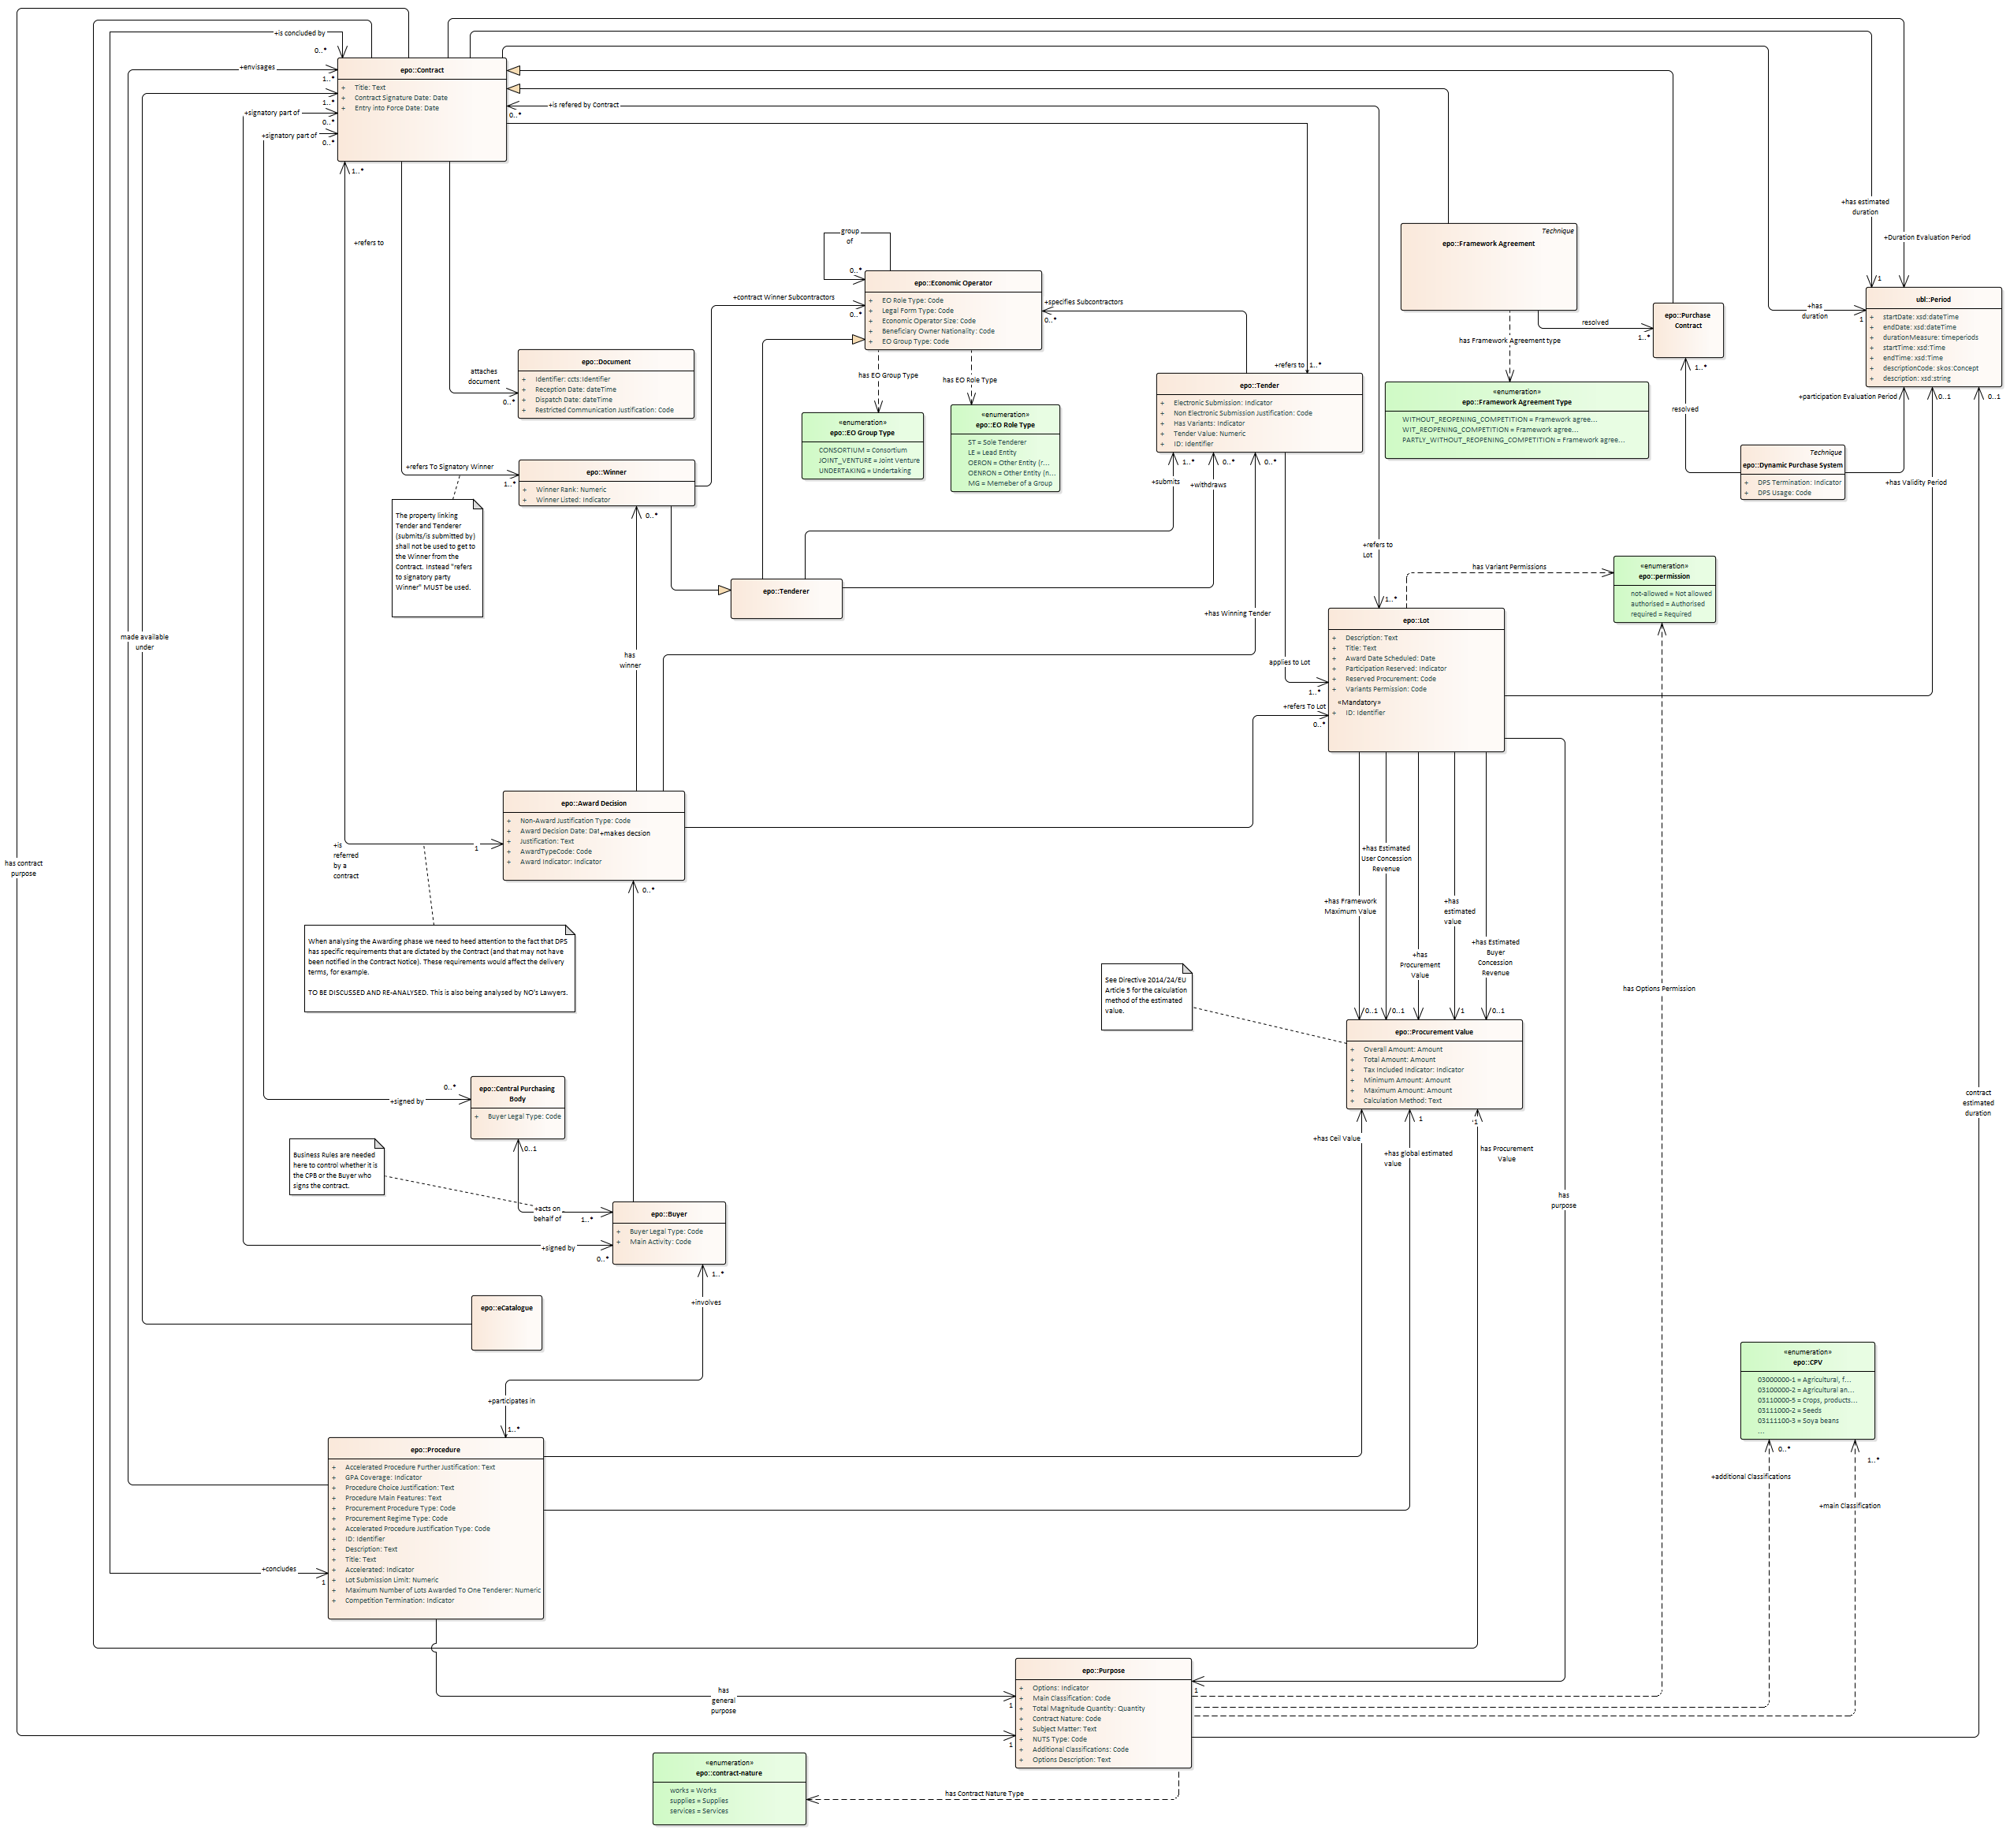 +is concluded by
0..*
+envisages
1..*
1..*
+signatory part of
0..*
+signatory part of
0..*
epo::Contract
+ Title: Text
+ Contract Signature Date: Date
+ Entry into Force Date: Date
+is refered by Contract
0..*
1..*
+refers to
+has estimated
duration
1
+Duration Evaluation Period
+has
duration
1
Technique
epo::Framework Agreement
resolved
1..*
has Framework Agreement type
epo::Purchase
Contract
1..*
resolved
ubl::Period
+ startDate: xsd:dateTime
+ endDate: xsd:dateTime
+ durationMeasure: timeperiods
+ startTime: xsd:Time
+ endTime: xsd:Time
+ descriptionCode: skos:Concept
+ description: xsd:string
+participation Evaluation Period
0..1
0..1
group
of
0..*
epo::Economic Operator
+ EO Role Type: Code
+ Legal Form Type: Code
+ Economic Operator Size: Code
+ Beneficiary Owner Nationality: Code
+ EO Group Type: Code
+contract Winner Subcontractors
0..*
+specifies Subcontractors
0..*
has EO Group Type
has EO Role Type
attaches
document
0..*
epo::Document
+ Identifier: ccts:Identifier
+ Reception Date: dateTime
+ Dispatch Date: dateTime
+ Restricted Communication Justification: Code
«enumeration»
epo::EO Group Type
CONSORTIUM = Consortium
JOINT_VENTURE = Joint Venture
UNDERTAKING = Undertaking
«enumeration»
epo::EO Role Type
ST = Sole Tenderer
LE = Lead Entity
OERON = Other Entity (r...
OENRON = Other Entity (n...
MG = Memeber of a Group
+refers to
1..*
epo::Tender
+ Electronic Submission: Indicator
+ Non Electronic Submission Justification: Code
+ Has Variants: Indicator
+ Tender Value: Numeric
+ ID: Identifier
1..*
0..*
0..*
+submits
+withdraws
«enumeration»
epo::Framework Agreement Type
WITHOUT_REOPENING_COMPETITION = Framework agree...
WIT_REOPENING_COMPETITION = Framework agree...
PARTLY_WITHOUT_REOPENING_COMPETITION = Framework agree...
Technique
epo::Dynamic Purchase System
+ DPS Termination: Indicator
+ DPS Usage: Code
+has Validity Period
+refers To Signatory Winner
1..*
epo::Winner
+ Winner Rank: Numeric
+ Winner Listed: Indicator
0..*
The property linking
Tender and Tenderer
(submits/is submitted by)
shall not be used to get to
the Winner from the
Contract. Instead "refers
to signatory party
Winner" MUST be used.
epo::Tenderer
+refers to
Lot
1..*
has Variant Permissions
«enumeration»
epo::permission
not-allowed = Not allowed
authorised = Authorised
required = Required
epo::Lot
+ Description: Text
+ Title: Text
+ Award Date Scheduled: Date
+ Participation Reserved: Indicator
+ Reserved Procurement: Code
+ Variants Permission: Code
«Mandatory»
+ ID: Identifier
+has Winning Tender
applies to Lot
1..*
+refers To Lot
0..*
made available
under
has
winner
epo::Award Decision
+ Non-Award Justification Type: Code
+ Award Decision Date: Dat
+makes decsion
+ Justification: Text
+ AwardTypeCode: Code
+ Award Indicator: Indicator
0..*
1
+is
referred
by a
contract
has contract
purpose
When analysing the Awarding phase we need to heed attention to the fact that DPS
has specific requirements that are dictated by the Contract (and that may not have
been notified in the Contract Notice). These requirements would affect the delivery
terms, for example.
TO BE DISCUSSED AND RE-ANALYSED. This is also being analysed by NO's Lawyers.
+has Estimated
User Concession
Revenue
+has Framework
Maximum Value
+has
estimated
value
+has
Procurement
Value
+has Estimated
Buyer
Concession
Revenue
0..1
0..1
1
0..1
See Directive 2014/24/EU
Article 5 for the calculation
method of the estimated
value.
epo::Procurement Value
+ Overall Amount: Amount
+ Total Amount: Amount
+ Tax Included Indicator: Indicator
+ Minimum Amount: Amount
+ Maximum Amount: Amount
+ Calculation Method: Text
has Options Permission
contract
estimated
duration
+has Ceil Value
1
+has global estimated
value
1
has Procurement
Value
has
purpose
0..*
+signed by
epo::Central Purchasing
Body
+ Buyer Legal Type: Code
0..1
Business Rules are needed
here to control whether it is
the CPB or the Buyer who
signs the contract.
+acts on
behalf of
1..*
epo::Buyer
+ Buyer Legal Type: Code
+ Main Activity: Code
+signed by
0..*
1..*
+involves
epo::eCatalogue
+participates in
1..*
«enumeration»
epo::CPV
03000000-1 = Agricultural, f...
03100000-2 = Agricultural an...
03110000-5 = Crops, products...
03111000-2 = Seeds
03111100-3 = Soya beans
...
0..*
1..*
+additional Classifications
+main Classification
epo::Procedure
+ Accelerated Procedure Further Justification: Text
+ GPA Coverage: Indicator
+ Procedure Choice Justification: Text
+ Procedure Main Features: Text
+ Procurement Procedure Type: Code
+ Procurement Regime Type: Code
+ Accelerated Procedure Justification Type: Code
+ ID: Identifier
+ Description: Text
+ Title: Text
+ Accelerated: Indicator
+ Lot Submission Limit: Numeric
+ Maximum Number of Lots Awarded To One Tenderer: Numeric
+ Competition Termination: Indicator
+concludes
1
has
general
purpose
1
1
1
epo::Purpose
+ Options: Indicator
+ Main Classification: Code
+ Total Magnitude Quantity: Quantity
+ Contract Nature: Code
+ Subject Matter: Text
+ NUTS Type: Code
+ Additional Classifications: Code
+ Options Description: Text
«enumeration»
epo::contract-nature
works = Works
supplies = Supplies
services = Services
has Contract Nature Type